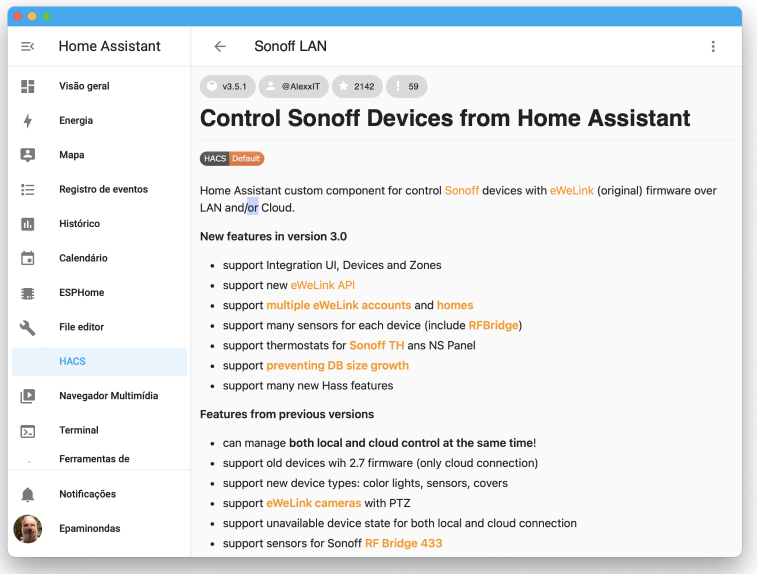 Home Assistant
Sonoff LAN
Visão geral
Energia
Mapa
Registro de eventos
Histórico
Calendário
ESPHome
File editor
HACS
Navegador Multimídia
Terminal
Ferramentas de
Notificações
Epaminondas
v3.5.1
@AlexxIT
2142
59
Control Sonoff Devices from Home Assistant
HACS Default
Home Assistant custom component for control Sonoff devices with eWeLink (original) firmware over
LAN and/or Cloud.
New features in version 3.0
• support Integration UI, Devices and Zones
• support new eWeLink API
• support multiple eWeLink accounts and homes
• support many sensors for each device (include RFBridge)
• support thermostats for Sonoff TH ans NS Panel
• support preventing DB size growth
• support many new Hass features
Features from previous versions
• can manage both local and cloud control at the same time!
• support old devices wih 2.7 firmware (only cloud connection)
• support new device types: color lights, sensors, covers
• support eWeLink cameras with PTZ
• support unavailable device state for both local and cloud connection
• support sensors for Sonoff RF Bridge 433